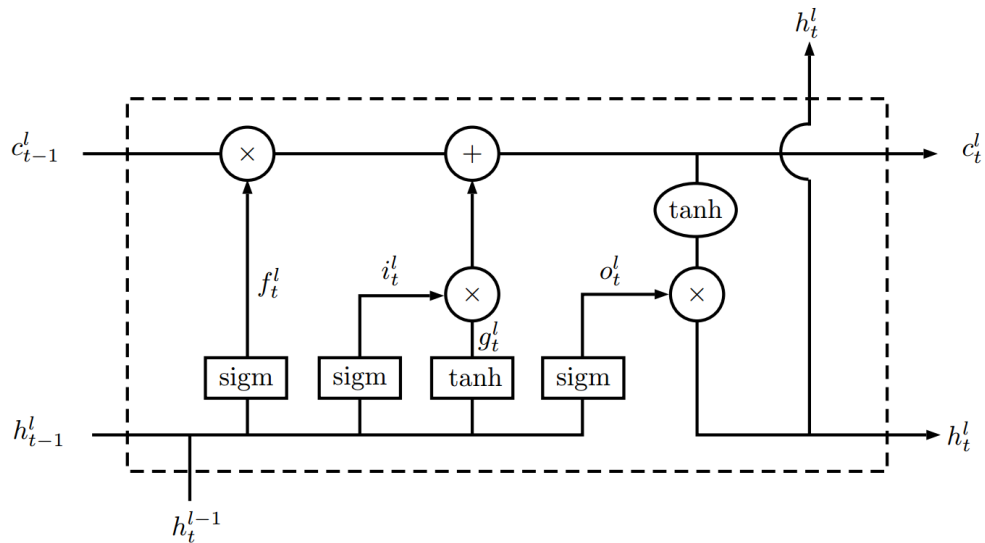 h_t^l
c_{t-1}^l × + c_t^l
tanh
f_t^l i_t^l × o_t^l ×
g_t^l
sigm sigm tanh sigm
h_{t-1}^l h_t^l
h_t^{l-1}